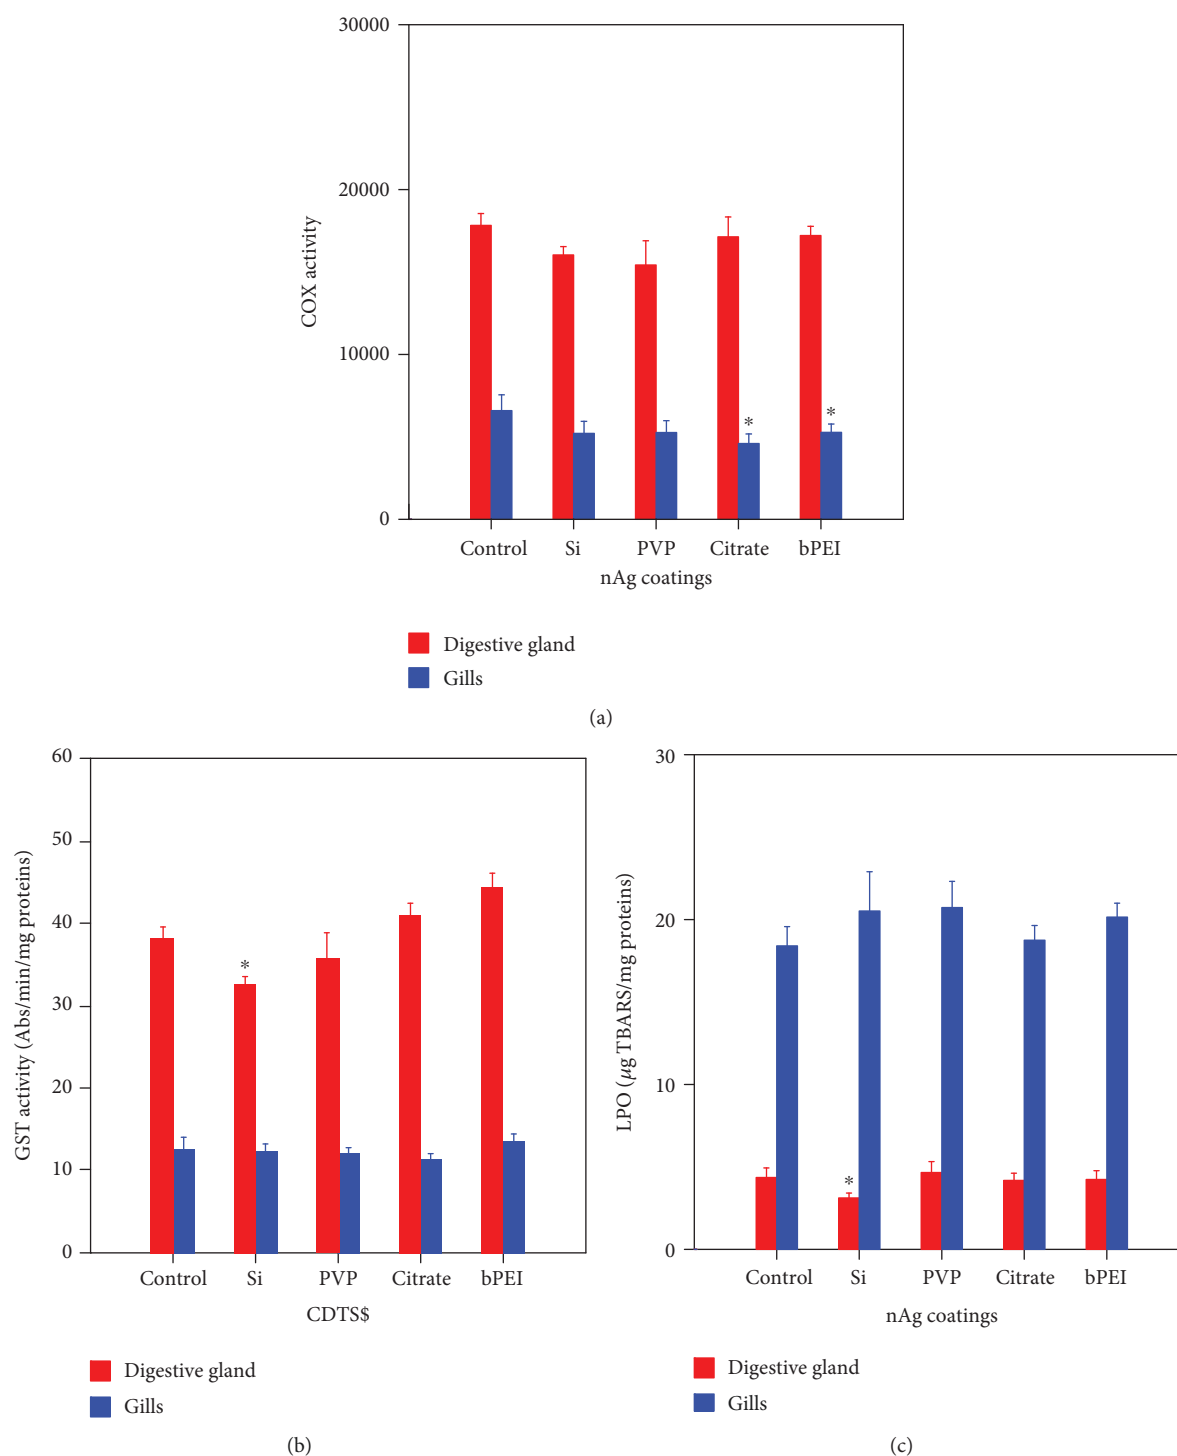 30000
20000
10000
0
COX activity
*
*
Control Si PVP Citrate bPEI
nAg coatings
Digestive gland
Gills
(a)
60
50
40
30
20
10
0
GST activity (Abs/min/mg proteins)
*
Control Si PVP Citrate bPEI
CDTS$
Digestive gland
Gills
(b)
30
20
10
0
LPO (µg TBARS/mg proteins)
*
Control Si PVP Citrate bPEI
nAg coatings
Digestive gland
Gills
(c)